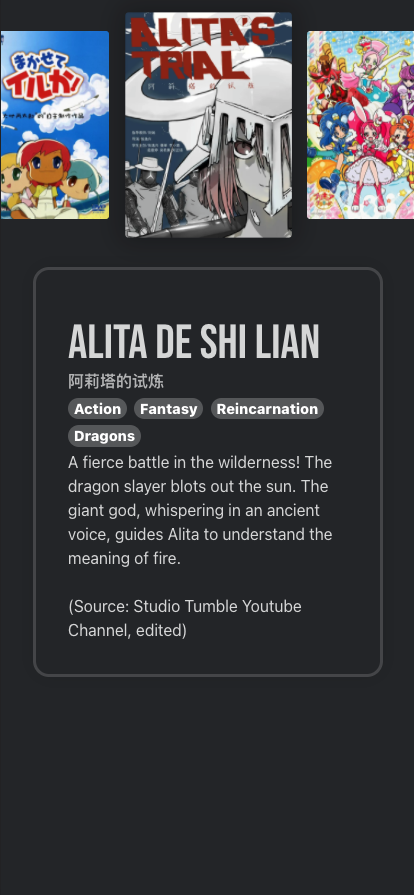 まかせて
イルか!
ALITA'S
TRIAL
阿莉塔的试炼
ALITA DE SHI LIAN
阿莉塔的试炼
Action Fantasy Reincarnation
Dragons
A fierce battle in the wilderness! The
dragon slayer blots out the sun. The
giant god, whispering in an ancient
voice, guides Alita to understand the
meaning of fire.
(Source: Studio Tumble Youtube
Channel, edited)